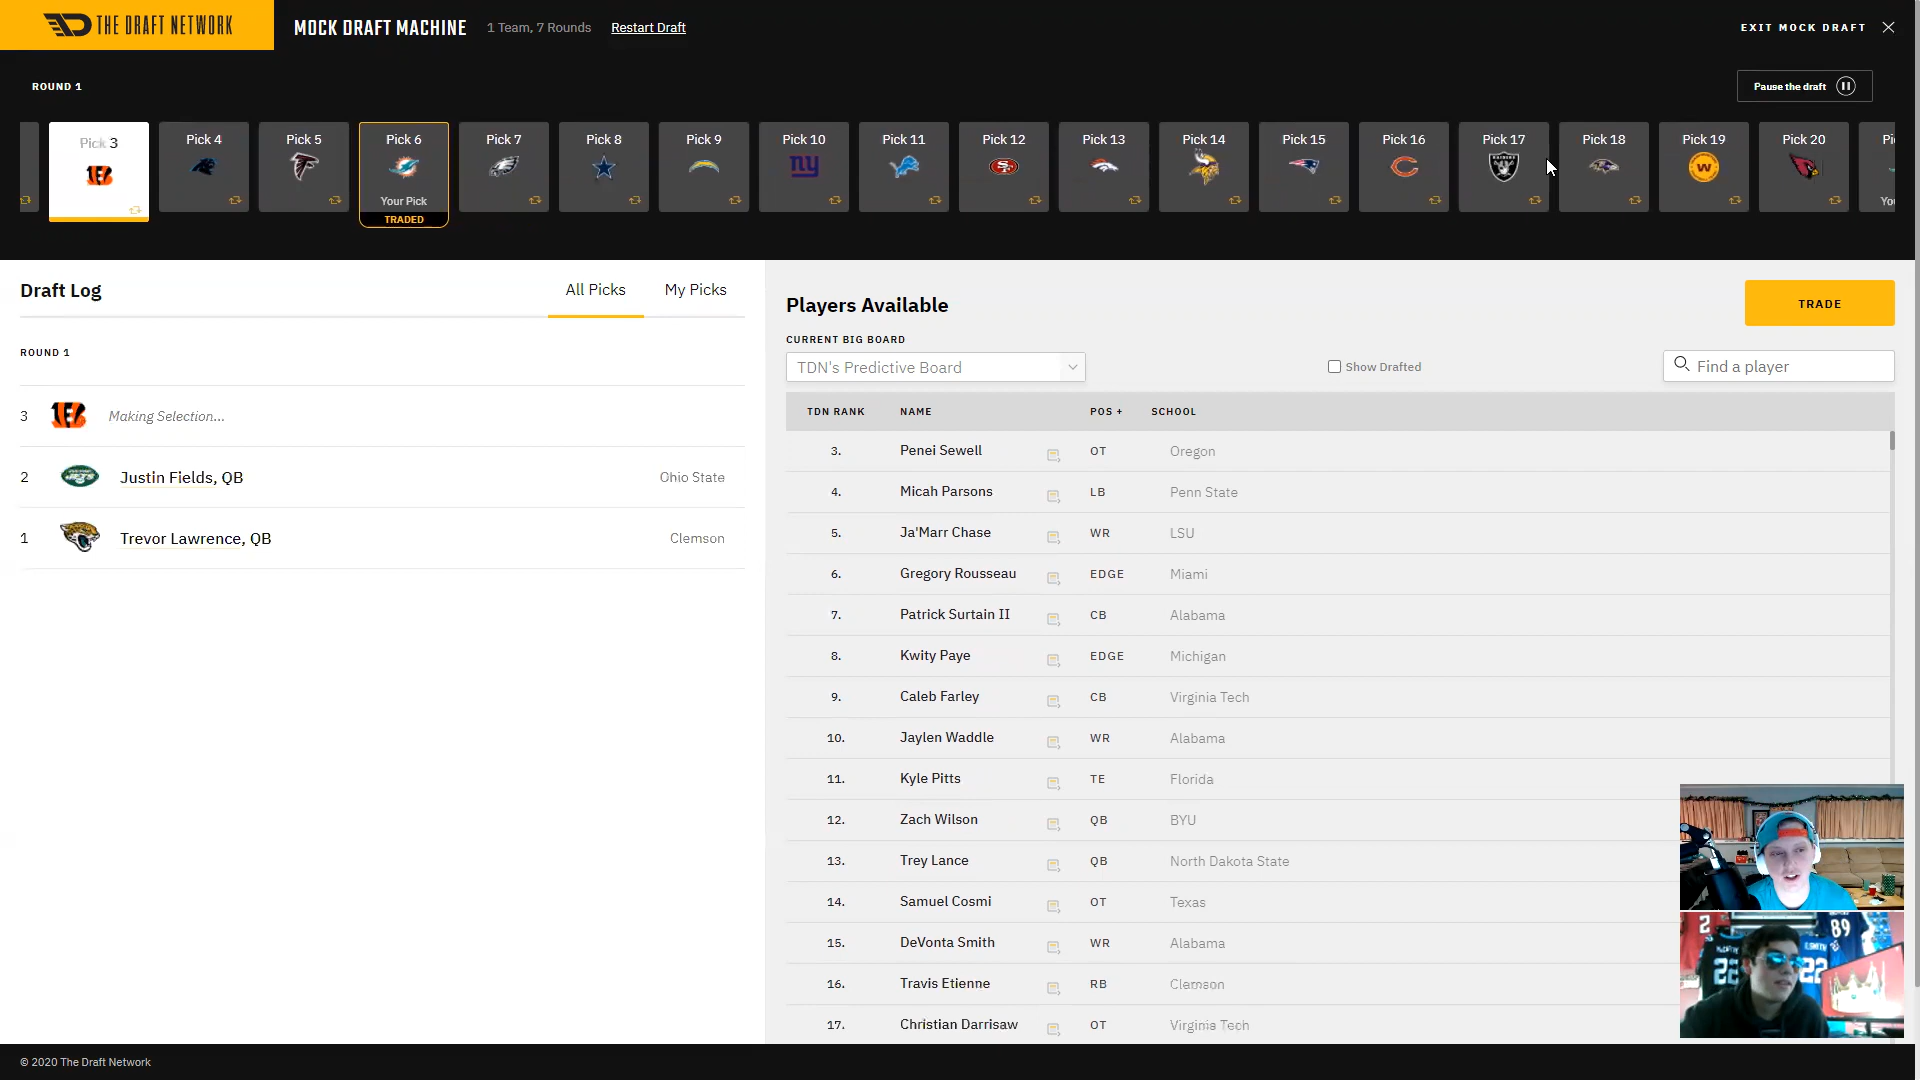 THE DRAFT NETWORK
MOCK DRAFT MACHINE
1 Team, 7 Rounds
Restart Draft
EXIT MOCK DRAFT
ROUND 1
Pause the draft
Pick 3
Pick 4
Pick 5
Pick 6
Your Pick
TRADED
Pick 7
Pick 8
Pick 9
Pick 10
ny
Pick 11
Pick 12
Pick 13
Pick 14
Pick 15
Pick 16
Pick 17
RAIDERS
Pick 18
Pick 19
W
Pick 20
Pi
You
Draft Log
All Picks
My Picks
ROUND 1
3 Making Selection...
2 JETS Justin Fields, QB Ohio State
1 Trevor Lawrence, QB Clemson
Players Available
TRADE
CURRENT BIG BOARD
TDN's Predictive Board
Show Drafted
Find a player
TDN RANK NAME POS + SCHOOL
3. Penei Sewell OT Oregon
4. Micah Parsons LB Penn State
5. Ja'Marr Chase WR LSU
6. Gregory Rousseau EDGE Miami
7. Patrick Surtain II CB Alabama
8. Kwity Paye EDGE Michigan
9. Caleb Farley CB Virginia Tech
10. Jaylen Waddle WR Alabama
11. Kyle Pitts TE Florida
12. Zach Wilson QB BYU
13. Trey Lance QB North Dakota State
14. Samuel Cosmi OT Texas
15. DeVonta Smith WR Alabama
16. Travis Etienne RB Clemson
17. Christian Darrisaw OT Virginia Tech
2
89
22
22
© 2020 The Draft Network